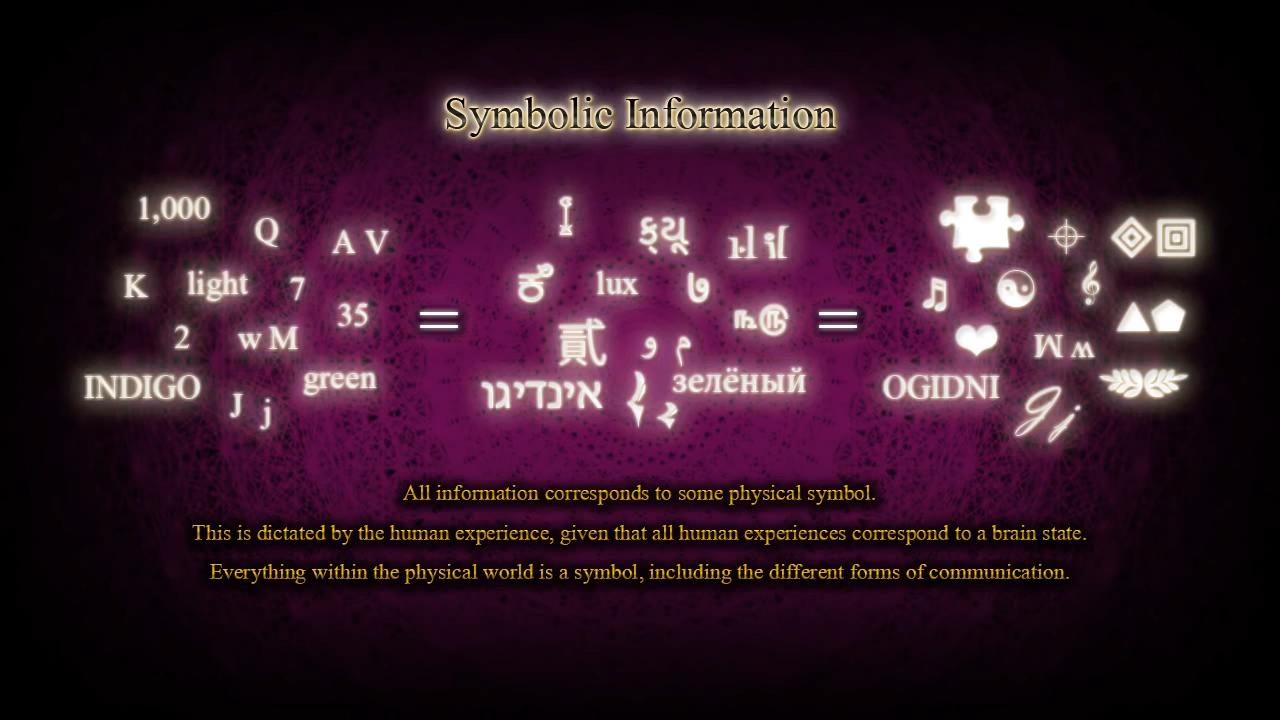 Symbolic Information
1,000
Q
A V
K light 7
35
2 w M
INDIGO
green
J j
=
ક્યૂ
lux
貳
و م
אינדיגו
зелёный
=
OGIDNI
J j
All information corresponds to some physical symbol.
This is dictated by the human experience, given that all human experiences correspond to a brain state.
Everything within the physical world is a symbol, including the different forms of communication.